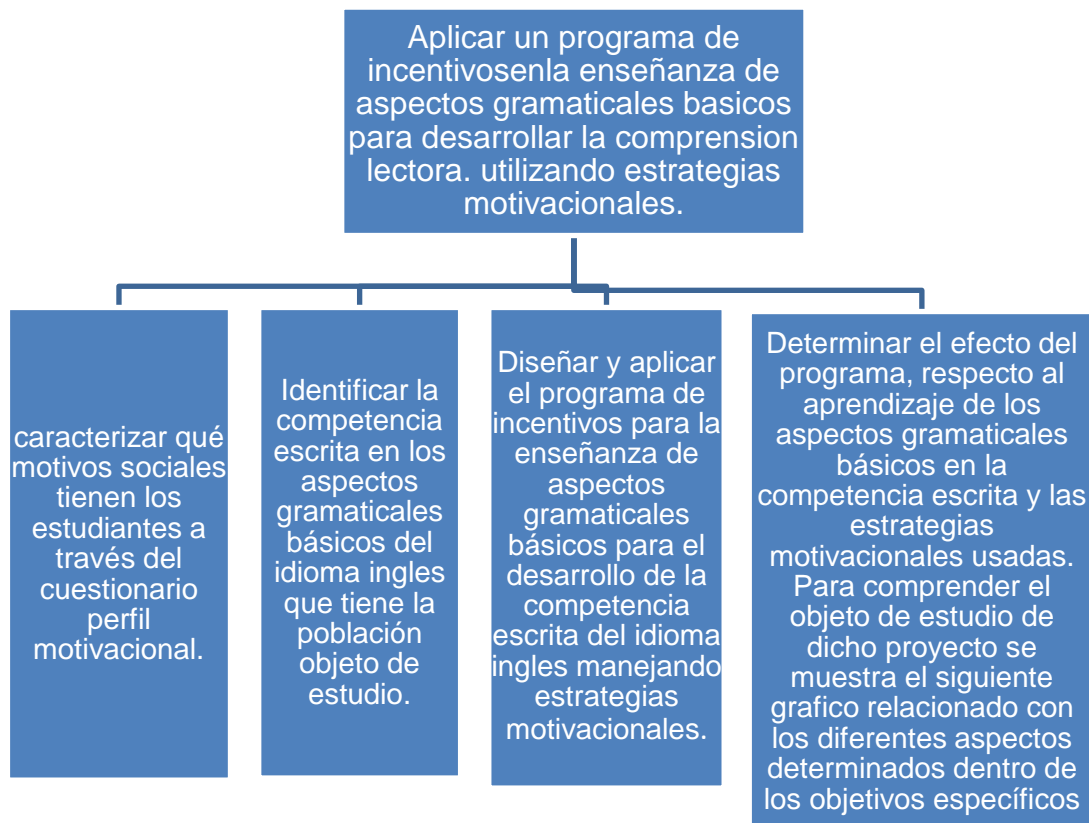 Aplicar un programa de
incentivosenla enseñanza de
aspectos gramaticales basicos
para desarrollar la comprension
lectora. utilizando estrategias
motivacionales.
caracterizar qué
motivos sociales
tienen los
estudiantes a
través del
cuestionario
perfil
motivacional.
Identificar la
competencia
escrita en los
aspectos
gramaticales
básicos del
idioma ingles
que tiene la
población
objeto de
estudio.
Diseñar y aplicar
el programa de
incentivos para la
enseñanza de
aspectos
gramaticales
básicos para el
desarrollo de la
competencia
escrita del idioma
ingles manejando
estrategias
motivacionales.
Determinar el efecto del
programa, respecto al
aprendizaje de los
aspectos gramaticales
básicos en la
competencia escrita y las
estrategias
motivacionales usadas.
Para comprender el
objeto de estudio de
dicho proyecto se
muestra el siguiente
grafico relacionado con
los diferentes aspectos
determinados dentro de
los objetivos específicos